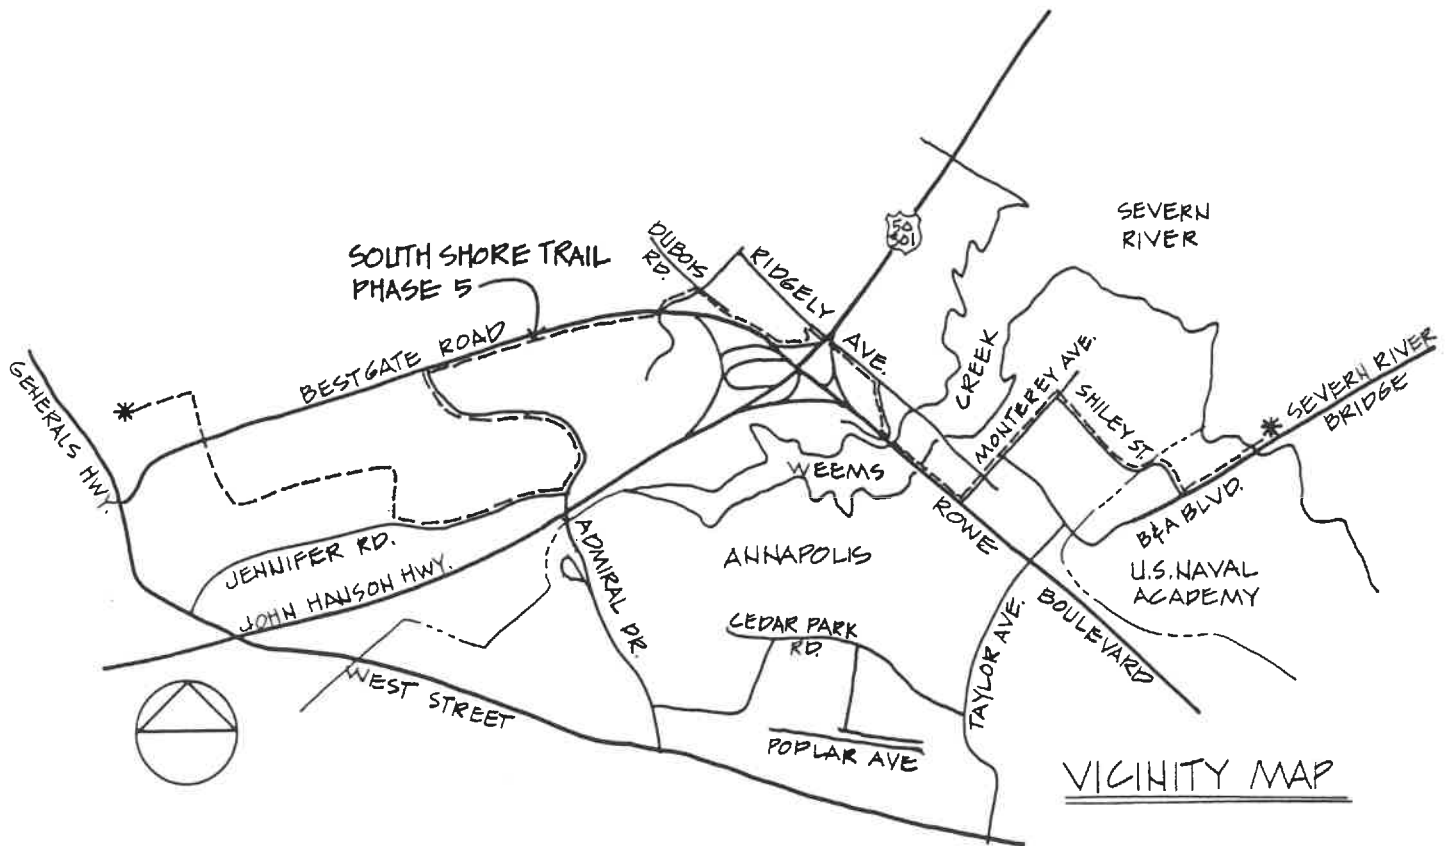 SEVERN
RIVER
50
301
DUBOIS
RD.
RIDGELY
AVE.
SOUTH SHORE TRAIL
PHASE 5
BESTGATE ROAD
GENERALS HWY.
CREEK
WEEMS
MONTEREY AVE.
SHILEY ST.
SEVERN RIVER
BRIDGE
B&A BLVD.
ROWE
BOULEVARD
JENNIFER RD.
JOHN HANSON HWY.
ADMIRAL DR.
ANNAPOLIS
U.S. NAVAL
ACADEMY
CEDAR PARK
RD.
TAYLOR AVE.
WEST STREET
POPLAR AVE
VICINITY MAP